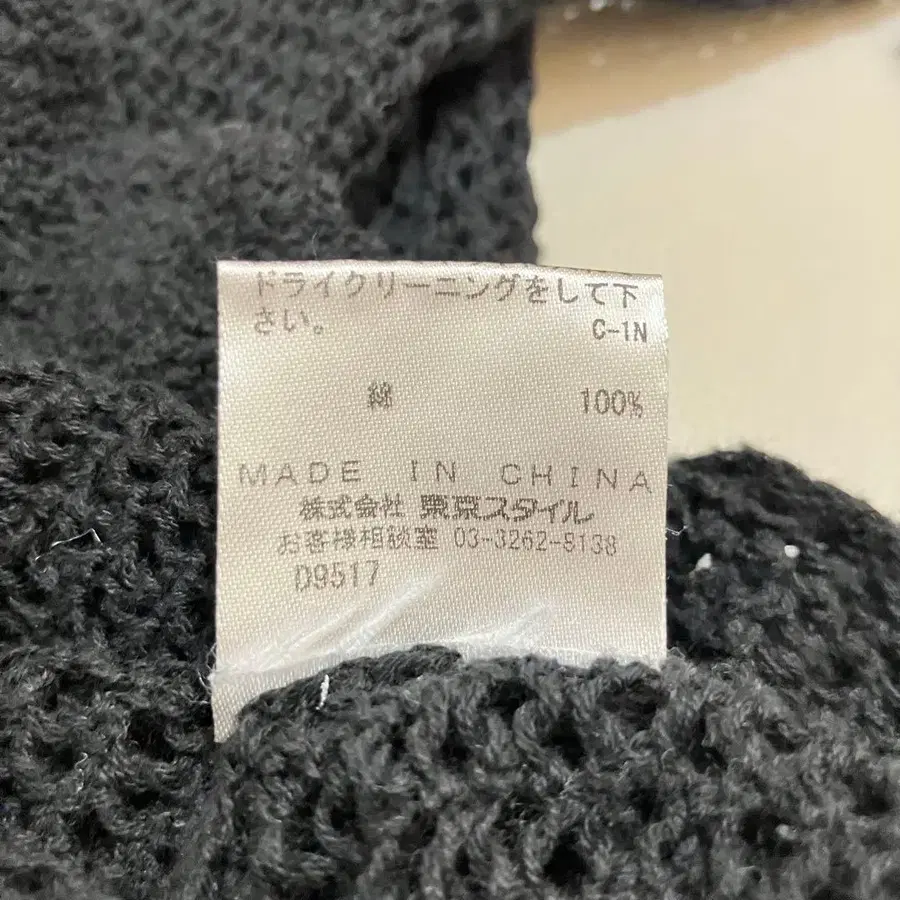 ドライクリーニングをして下
さい。 C-1N
綿 100%
MADE IN CHINA
株式会社 東京スタイル
お客様相談室 03-3262-8138
D9517